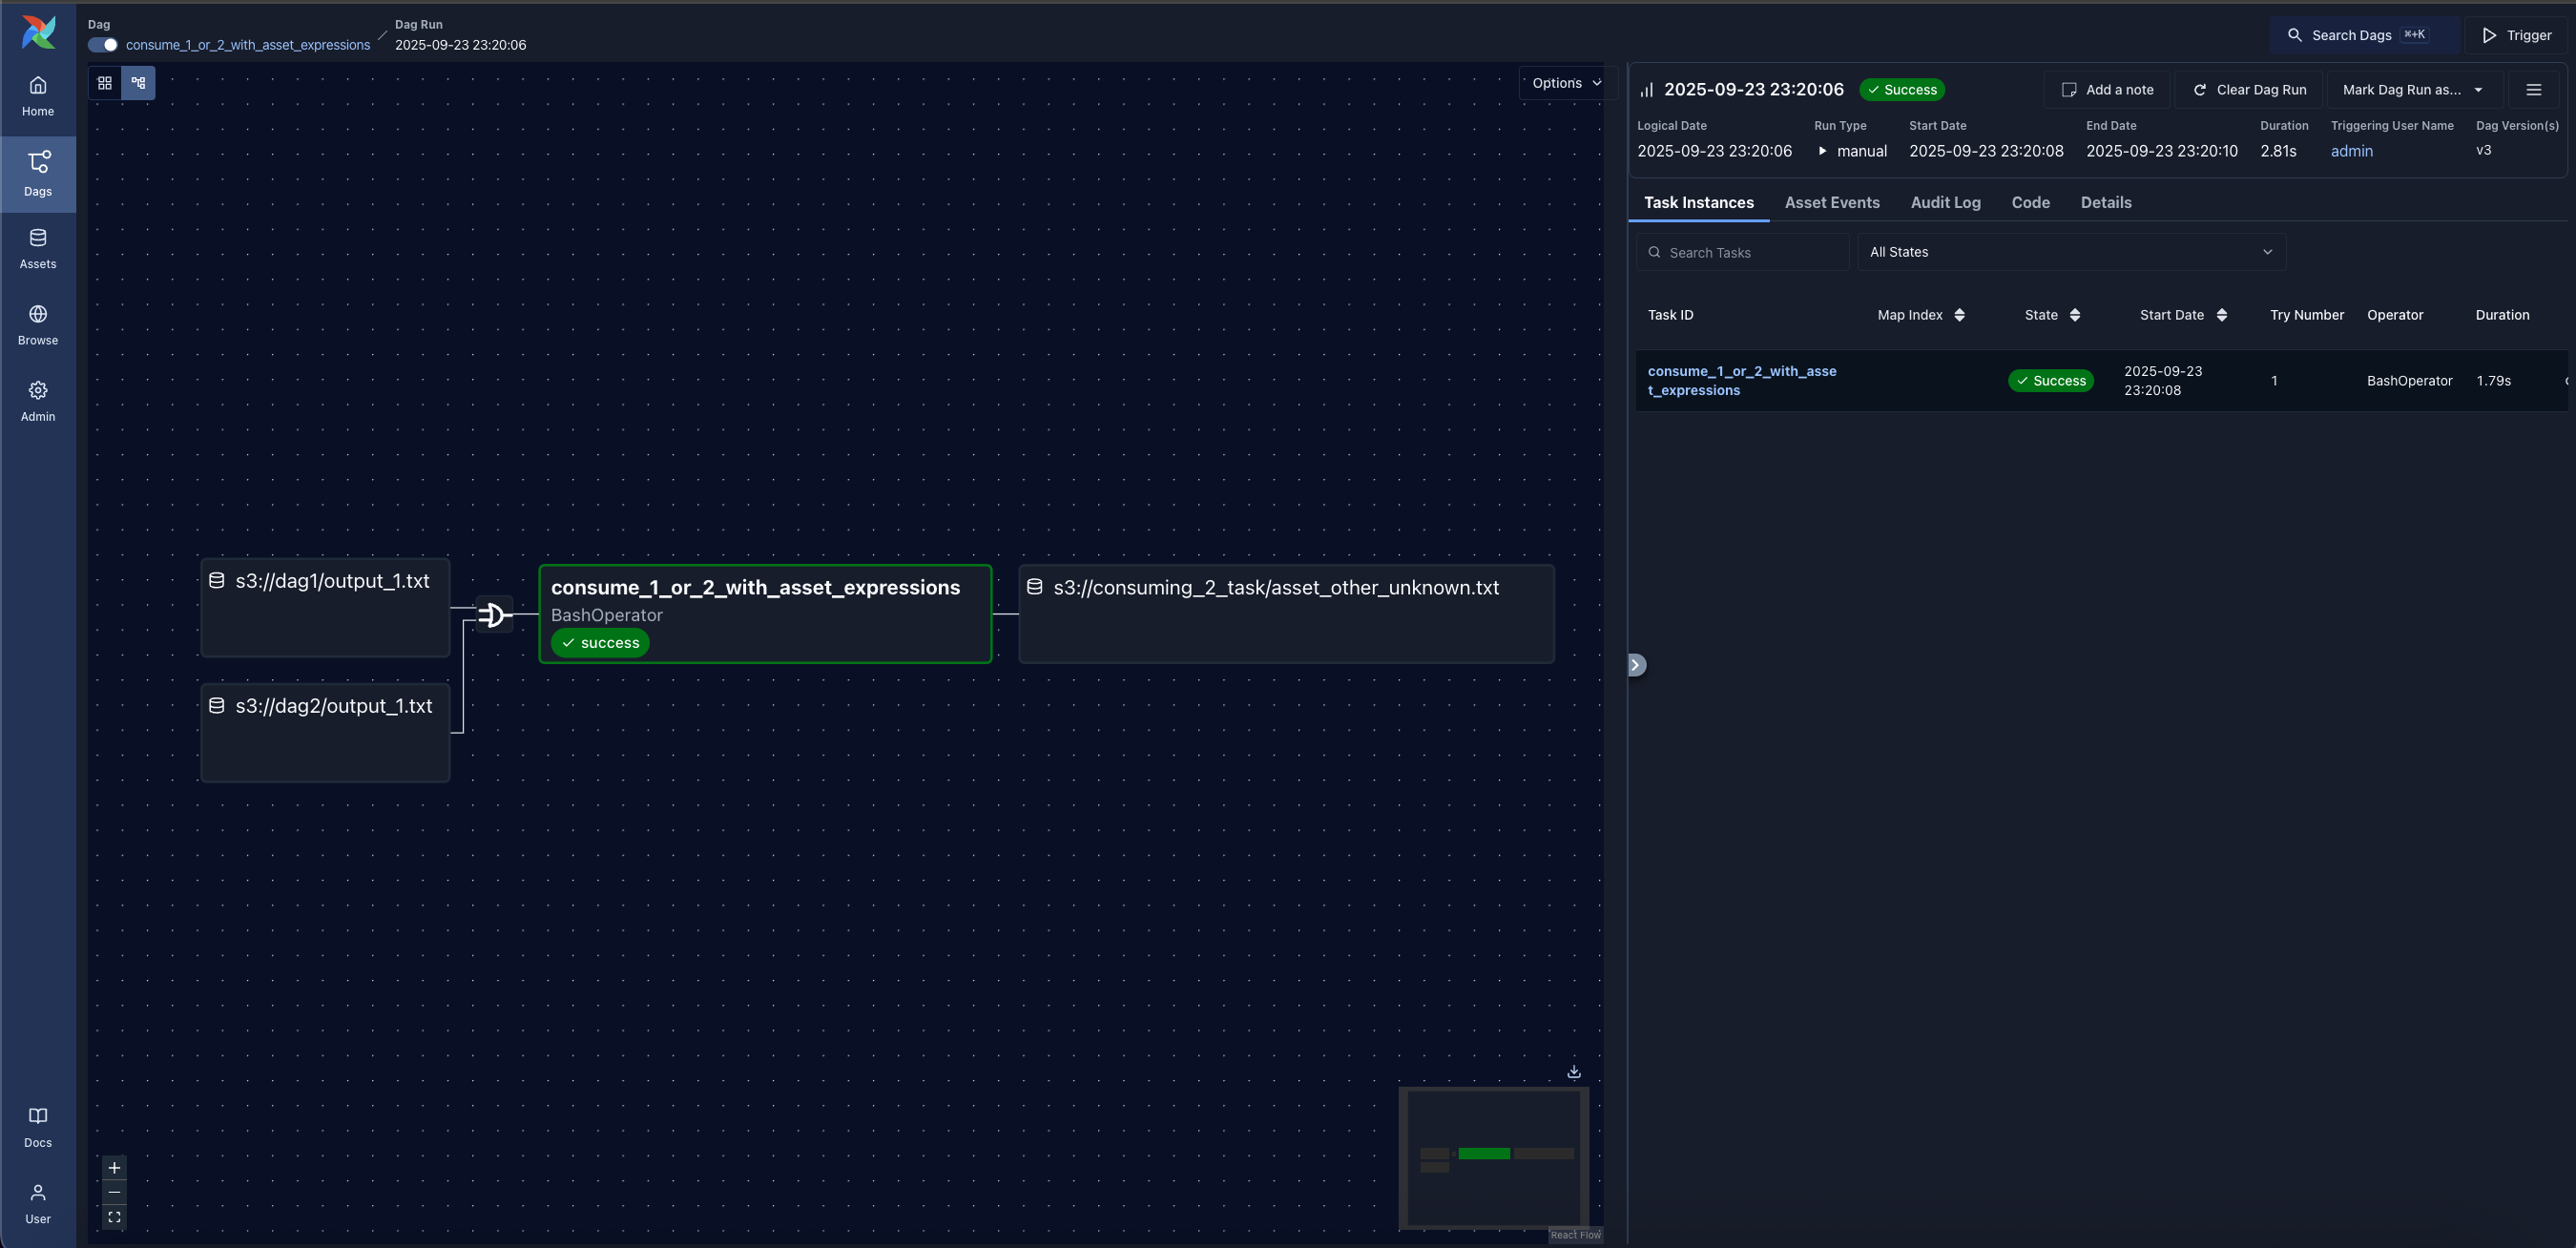 Dag
consume_1_or_2_with_asset_expressions
Dag Run
2025-09-23 23:20:06
Search Dags ⌘+K
Trigger
Home
Dags
Assets
Browse
Admin
Docs
User
Options
s3://dag1/output_1.txt
s3://dag2/output_1.txt
consume_1_or_2_with_asset_expressions
BashOperator
success
s3://consuming_2_task/asset_other_unknown.txt
React Flow
2025-09-23 23:20:06 Success
Add a note
Clear Dag Run
Mark Dag Run as...
Logical Date Run Type Start Date End Date Duration Triggering User Name Dag Version(s)
2025-09-23 23:20:06 manual 2025-09-23 23:20:08 2025-09-23 23:20:10 2.81s admin v3
Task Instances Asset Events Audit Log Code Details
Search Tasks
All States
Task ID Map Index State Start Date Try Number Operator Duration
consume_1_or_2_with_asse
t_expressions
Success
2025-09-23
23:20:08
1
BashOperator
1.79s